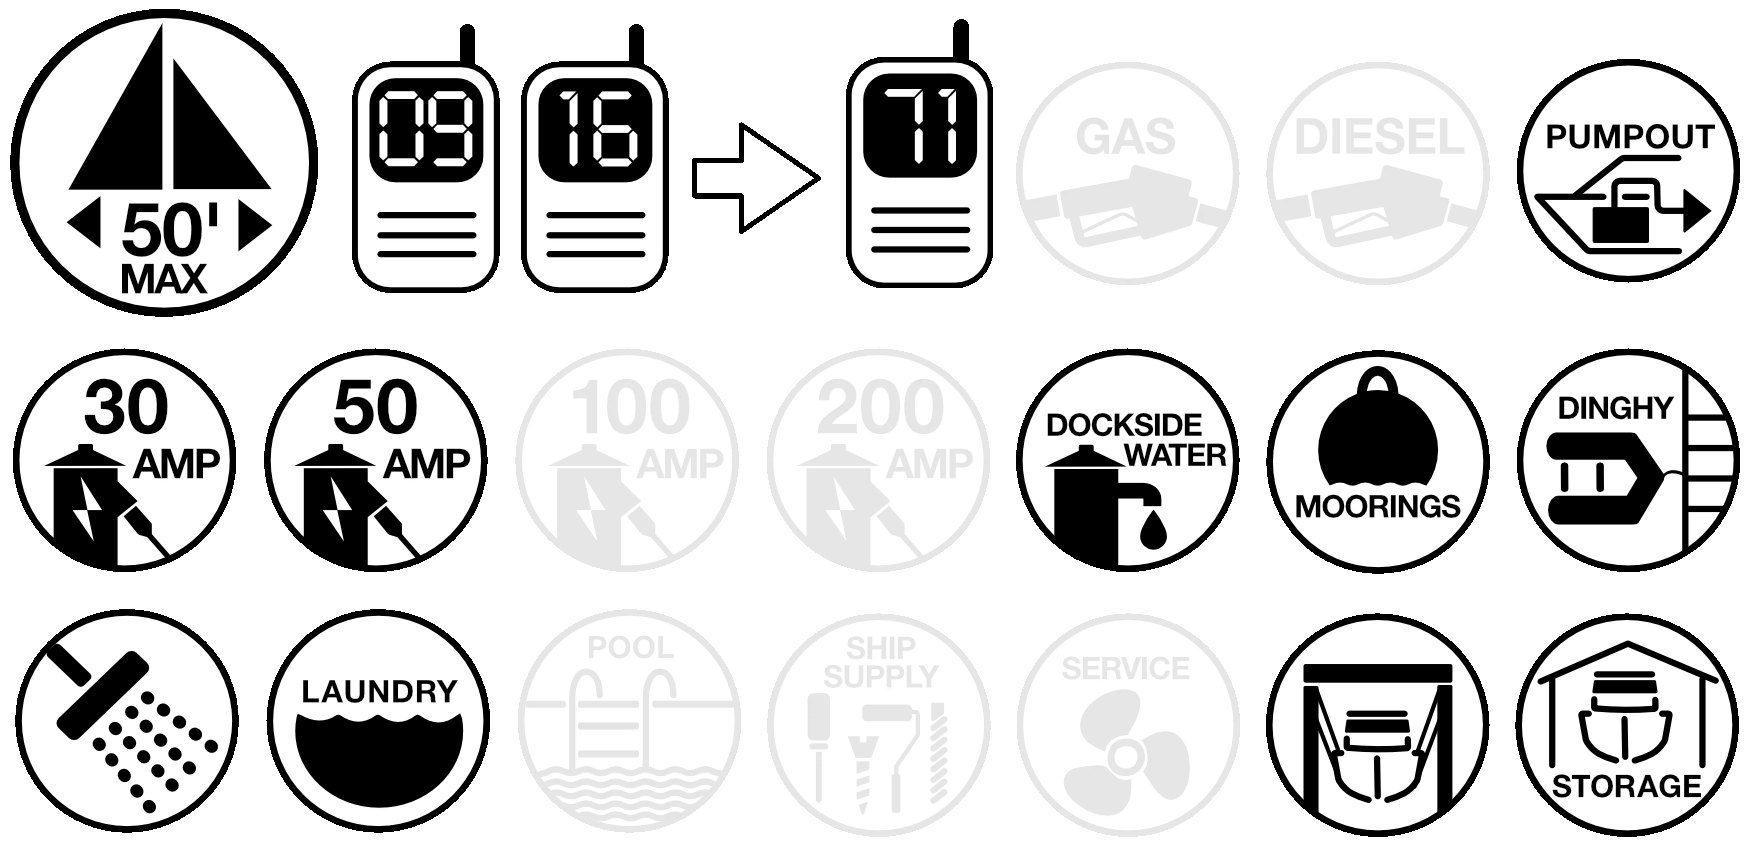 50'
MAX
09
16
71
GAS
DIESEL
PUMPOUT
30
AMP
50
AMP
100
AMP
200
AMP
DOCKSIDE
WATER
MOORINGS
DINGHY
LAUNDRY
POOL
SHIP
SUPPLY
SERVICE
STORAGE